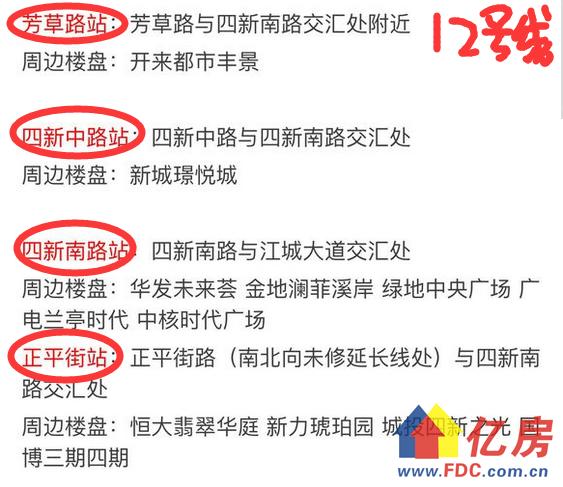 芳草路站：芳草路与四新南路交汇处附近
12号线
周边楼盘：开来都市丰景
四新中路站：四新中路与四新南路交汇处
周边楼盘：新城璟悦城
四新南路站：四新南路与江城大道交汇处
周边楼盘：华发未来荟 金地澜菲溪岸 绿地中央广场 广
电兰亭时代 中核时代广场
正平街站：正平街路（南北向未修延长线处）与四新南
路交汇处
周边楼盘：恒大翡翠华庭 新力琥珀园 城投四新之光 国
博三期四期
亿房
www.FDC.com.cn